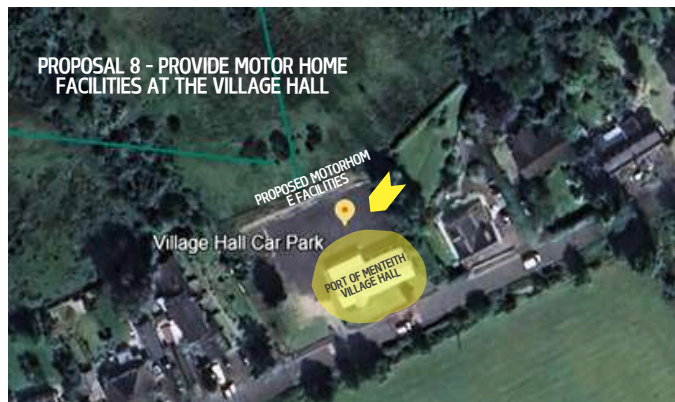 PROPOSAL 8 - PROVIDE MOTOR HOME
FACILITIES AT THE VILLAGE HALL
PROPOSED MOTORHOM
E FACILITIES
Village Hall Car Park
PORT OF MENTEITH
VILLAGE HALL